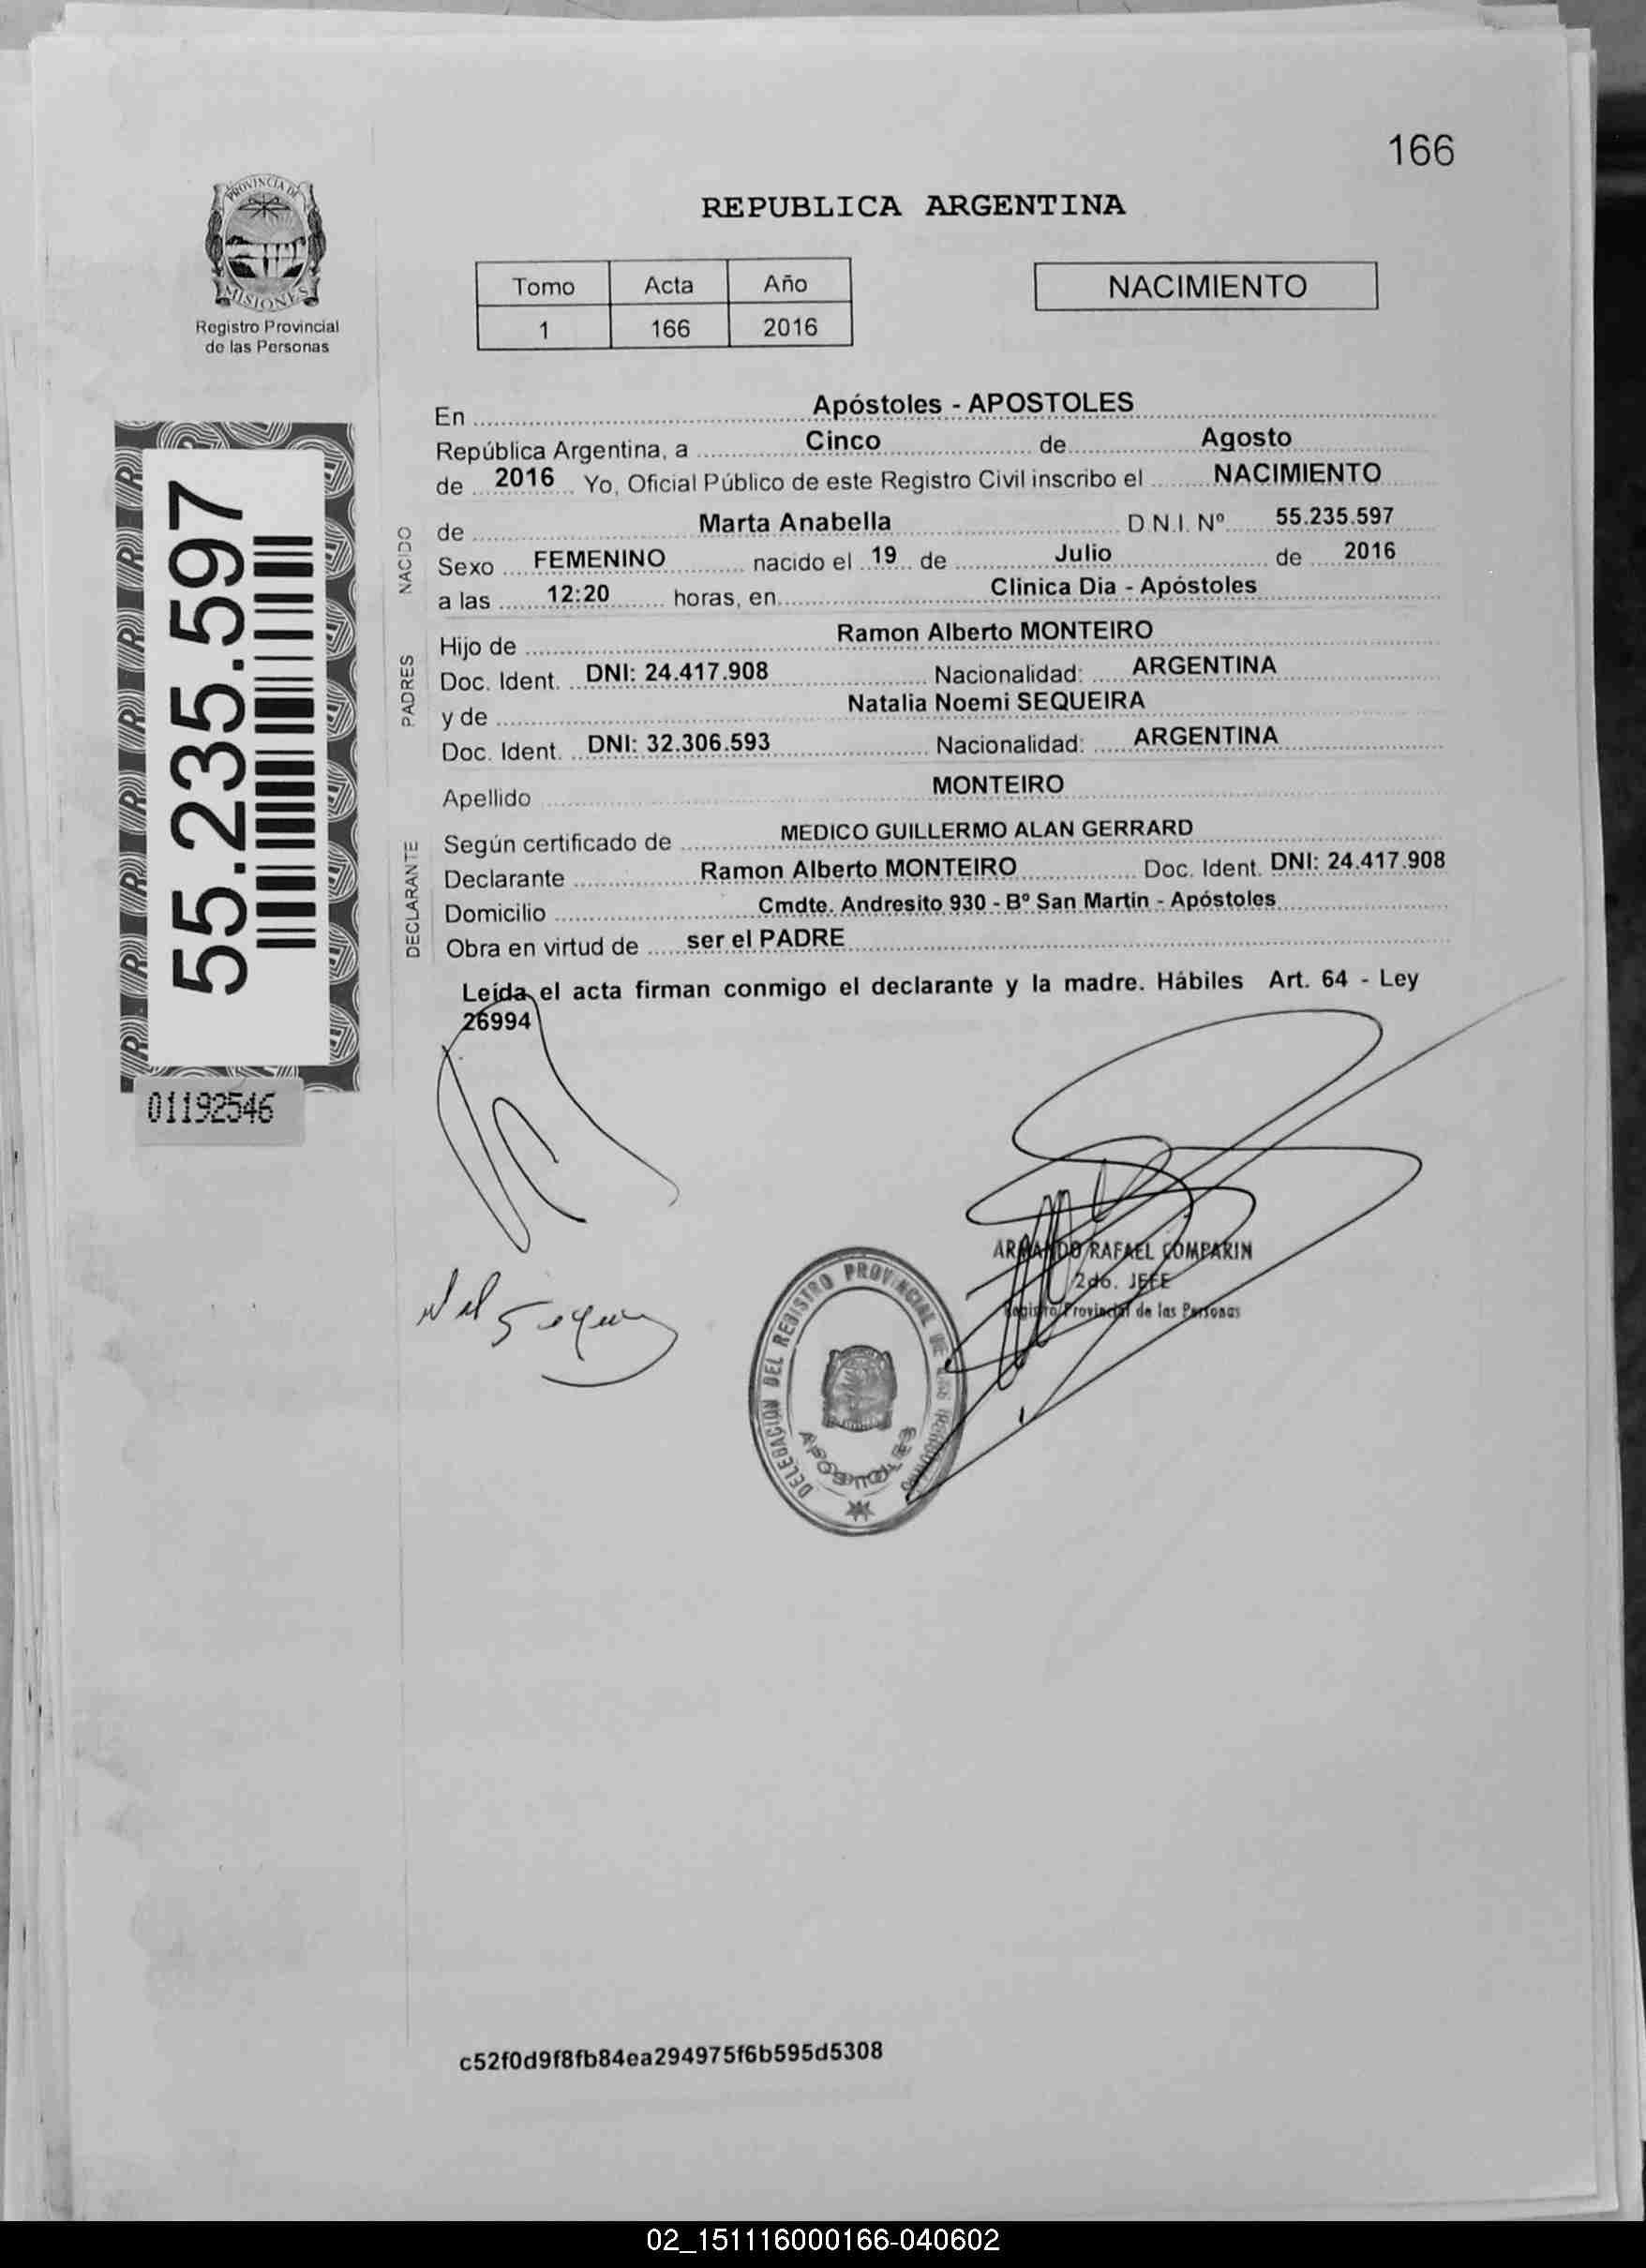 166
PROVINCIA DE
MISIONES
Registro Provincial
de las Personas
REPUBLICA ARGENTINA
Tomo Acta Año
1 166 2016
NACIMIENTO
En Apóstoles - APOSTOLES
República Argentina, a Cinco de Agosto
de 2016 Yo, Oficial Público de este Registro Civil inscribo el NACIMIENTO
NACIDO
de Marta Anabella D.N.I. Nº 55.235.597
Sexo FEMENINO nacido el 19 de Julio de 2016
a las 12:20 horas, en Clinica Dia - Apóstoles
PADRES
Hijo de Ramon Alberto MONTEIRO
Doc. Ident. DNI: 24.417.908 Nacionalidad: ARGENTINA
y de Natalia Noemi SEQUEIRA
Doc. Ident. DNI: 32.306.593 Nacionalidad: ARGENTINA
Apellido MONTEIRO
DECLARANTE
Según certificado de MEDICO GUILLERMO ALAN GERRARD
Declarante Ramon Alberto MONTEIRO Doc. Ident. DNI: 24.417.908
Domicilio Cmdte. Andresito 930 - Bº San Martin - Apóstoles
Obra en virtud de ser el PADRE
Leída el acta firman conmigo el declarante y la madre. Hábiles Art. 64 - Ley
26994
55.235.597
01192546
ARMANDO RAFAEL COMPARIN
2do. JEFE
Registro Provincial de las Personas
DELEGACIÓN DEL REGISTRO PROVINCIAL DE LAS PERSONAS
APOSTOLES
c52f0d9f8fb84ea294975f6b595d5308
02_151116000166-040602